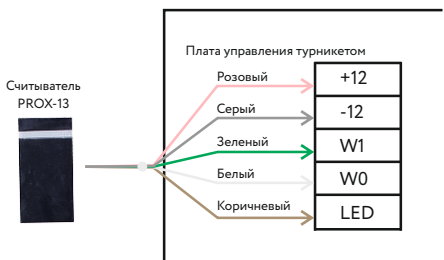 Плата управления турникетом
Считыватель
PROX-13
Розовый
+12
Серый
-12
Зеленый
W1
Белый
W0
Коричневый
LED